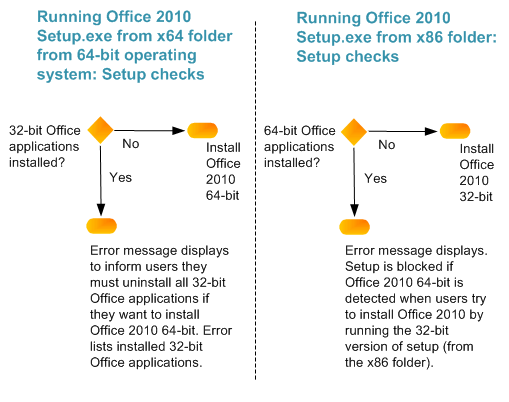 Running Office 2010
Setup.exe from x64 folder
from 64-bit operating
system: Setup checks
32-bit Office
applications
installed?
No
Install
Office
2010
64-bit
Yes
Error message displays
to inform users they
must uninstall all 32-bit
Office applications if
they want to install
Office 2010 64-bit. Error
lists installed 32-bit
Office applications.
Running Office 2010
Setup.exe from x86 folder:
Setup checks
64-bit Office
applications
installed?
No
Install
Office
2010
32-bit
Yes
Error message displays.
Setup is blocked if
Office 2010 64-bit is
detected when users try
to install Office 2010 by
running the 32-bit
version of setup (from
the x86 folder).